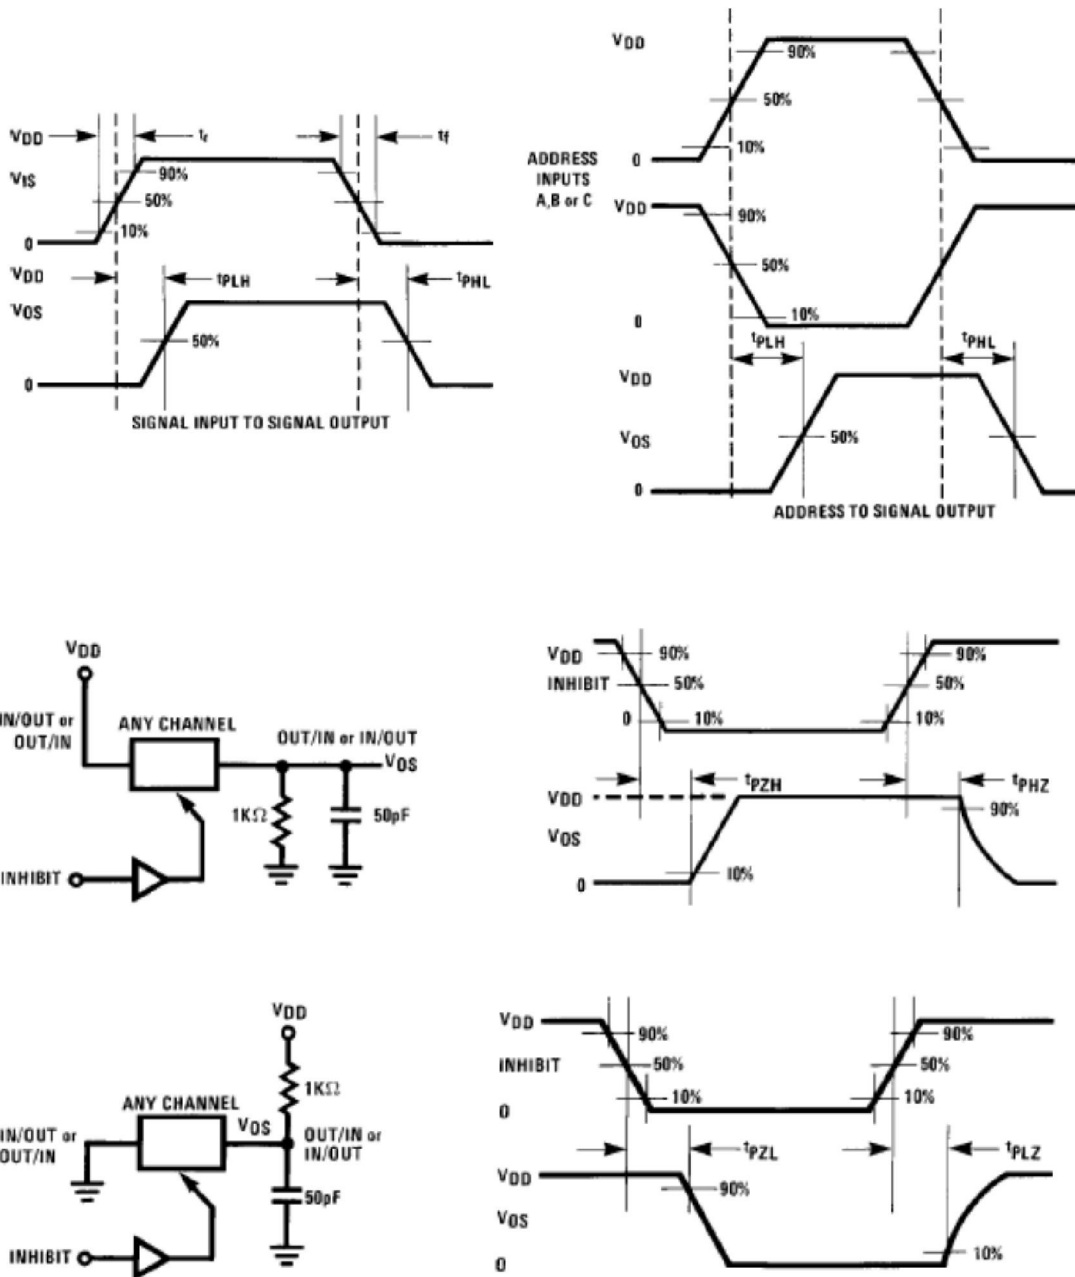 VDD
tr
tf
VIS
90%
50%
10%
0
VDD
tPLH
tPHL
VOS
50%
0
SIGNAL INPUT TO SIGNAL OUTPUT
VDD
90%
50%
10%
0
ADDRESS
INPUTS
A,B or C
VDD
90%
50%
10%
0
tPLH
tPHL
VDD
VOS
50%
0
ADDRESS TO SIGNAL OUTPUT
VDD
IN/OUT or
OUT/IN
ANY CHANNEL
OUT/IN or IN/OUT
VOS
1KΩ
50pF
INHIBIT
VDD
90%
90%
INHIBIT
50%
50%
0
10%
10%
tPZH
tPHZ
VDD
90%
VOS
10%
0
VDD
1KΩ
ANY CHANNEL
VOS
IN/OUT or
OUT/IN
OUT/IN or
IN/OUT
50pF
INHIBIT
VDD
90%
90%
INHIBIT
50%
50%
10%
10%
0
tPZL
tPLZ
VDD
90%
VOS
10%
0